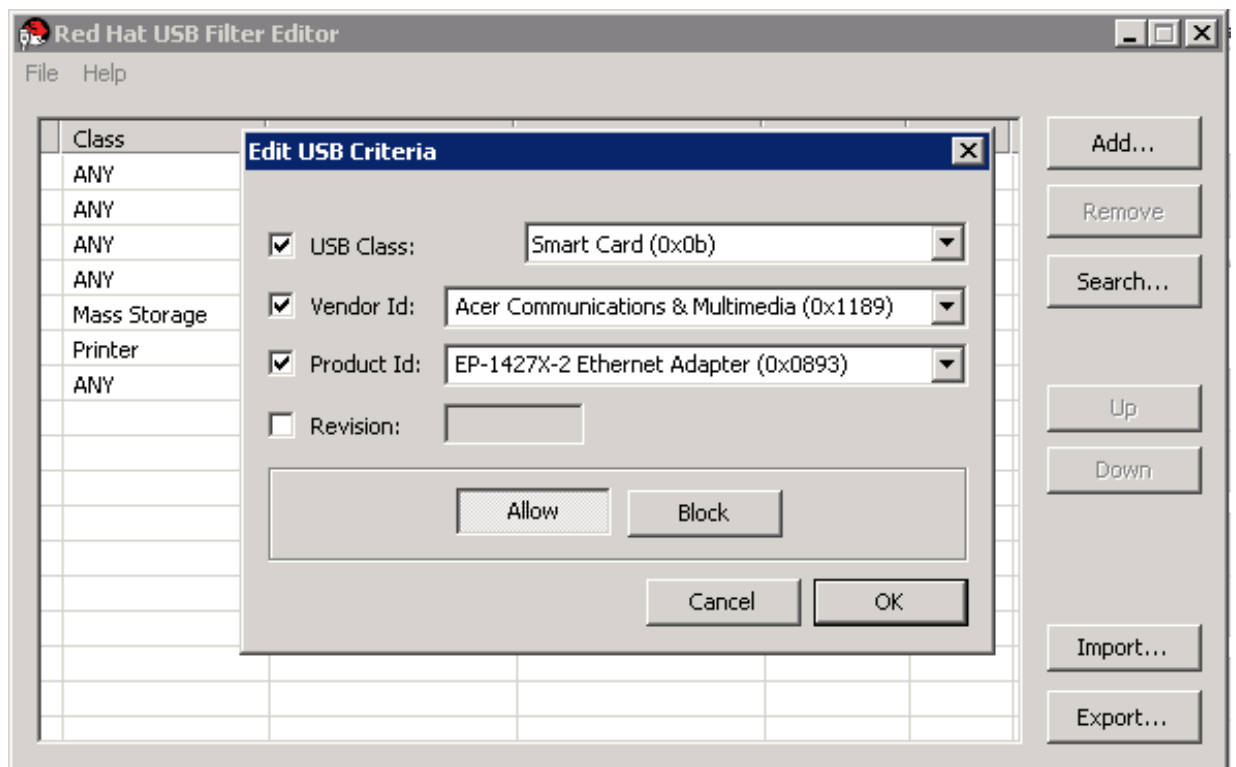 Red Hat USB Filter Editor
File Help
Class
ANY
ANY
ANY
ANY
Mass Storage
Printer
ANY
Edit USB Criteria
USB Class: Smart Card (0x0b)
Vendor Id: Acer Communications & Multimedia (0x1189)
Product Id: EP-1427X-2 Ethernet Adapter (0x0893)
Revision:
Allow Block
Cancel OK
Add...
Remove
Search...
Up
Down
Import...
Export...